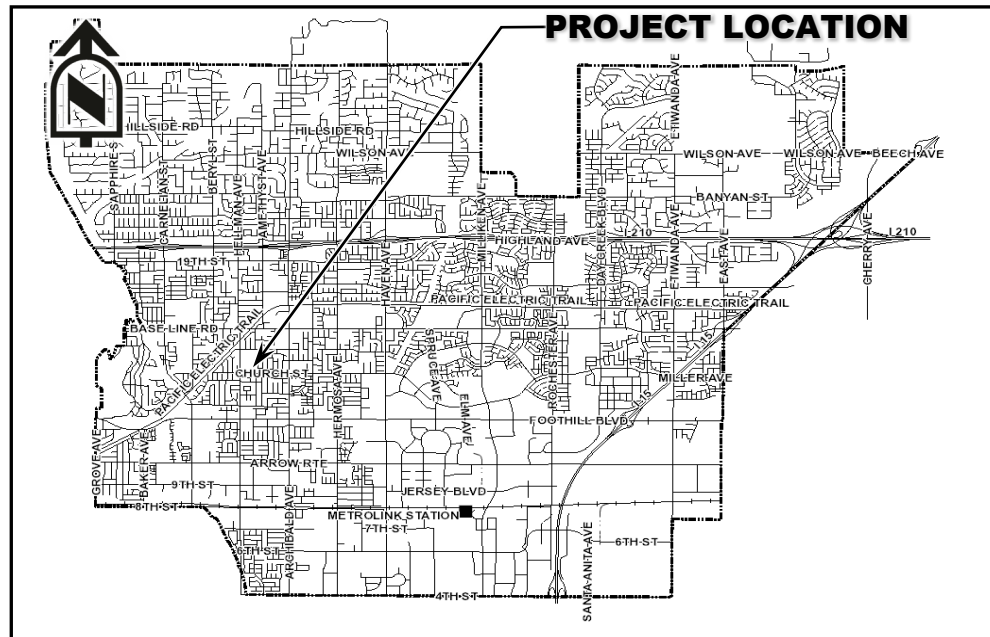 PROJECT LOCATION
N
HILLSIDE RD
HILLSIDE RD
WILSON AV
WILSON AVE
WILSON AVE
BEECH AVE
SAPPHIRE S
CARNELIAN ST
BERYL ST
HELLMAN AVE
AMETHYST AVE
ETIWANDA AVE
BANYAN ST
MILLIKEN AVE
DAY CREEK BLVD
ETIWANDA AVE
EAST AVE
I 210
I 210
HIGHLAND AVE
CHERRY AVE
19TH ST
HAVEN AVE
PACIFIC ELECTRIC TRAIL
PACIFIC ELECTRIC TRAIL
BASE LINE RD
PACIFIC ELECTRIC TRAIL
SPRUCE AVE
ROCHESTER AVE
I 15
CHURCH ST
MILLER AVE
HERMOSA AVE
ELM AVE
I 15
FOOTHILL BLVD
GROVE AVE
BAKER AVE
ARROW RTE
9TH ST
JERSEY BLVD
8TH ST
ARCHIBALD AVE
METROLINK STATION
7TH ST
6TH ST
6TH ST
SANTA ANITA AVE
4TH ST